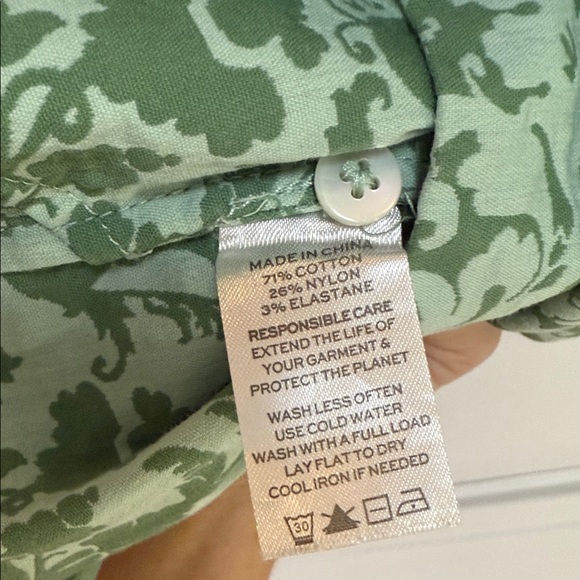 MADE IN CHINA
71% COTTON
26% NYLON
3% ELASTANE
RESPONSIBLE CARE
EXTEND THE LIFE OF
YOUR GARMENT &
PROTECT THE PLANET
WASH LESS OFTEN
USE COLD WATER
WASH WITH A FULL LOAD
LAY FLAT TO DRY
COOL IRON IF NEEDED
30